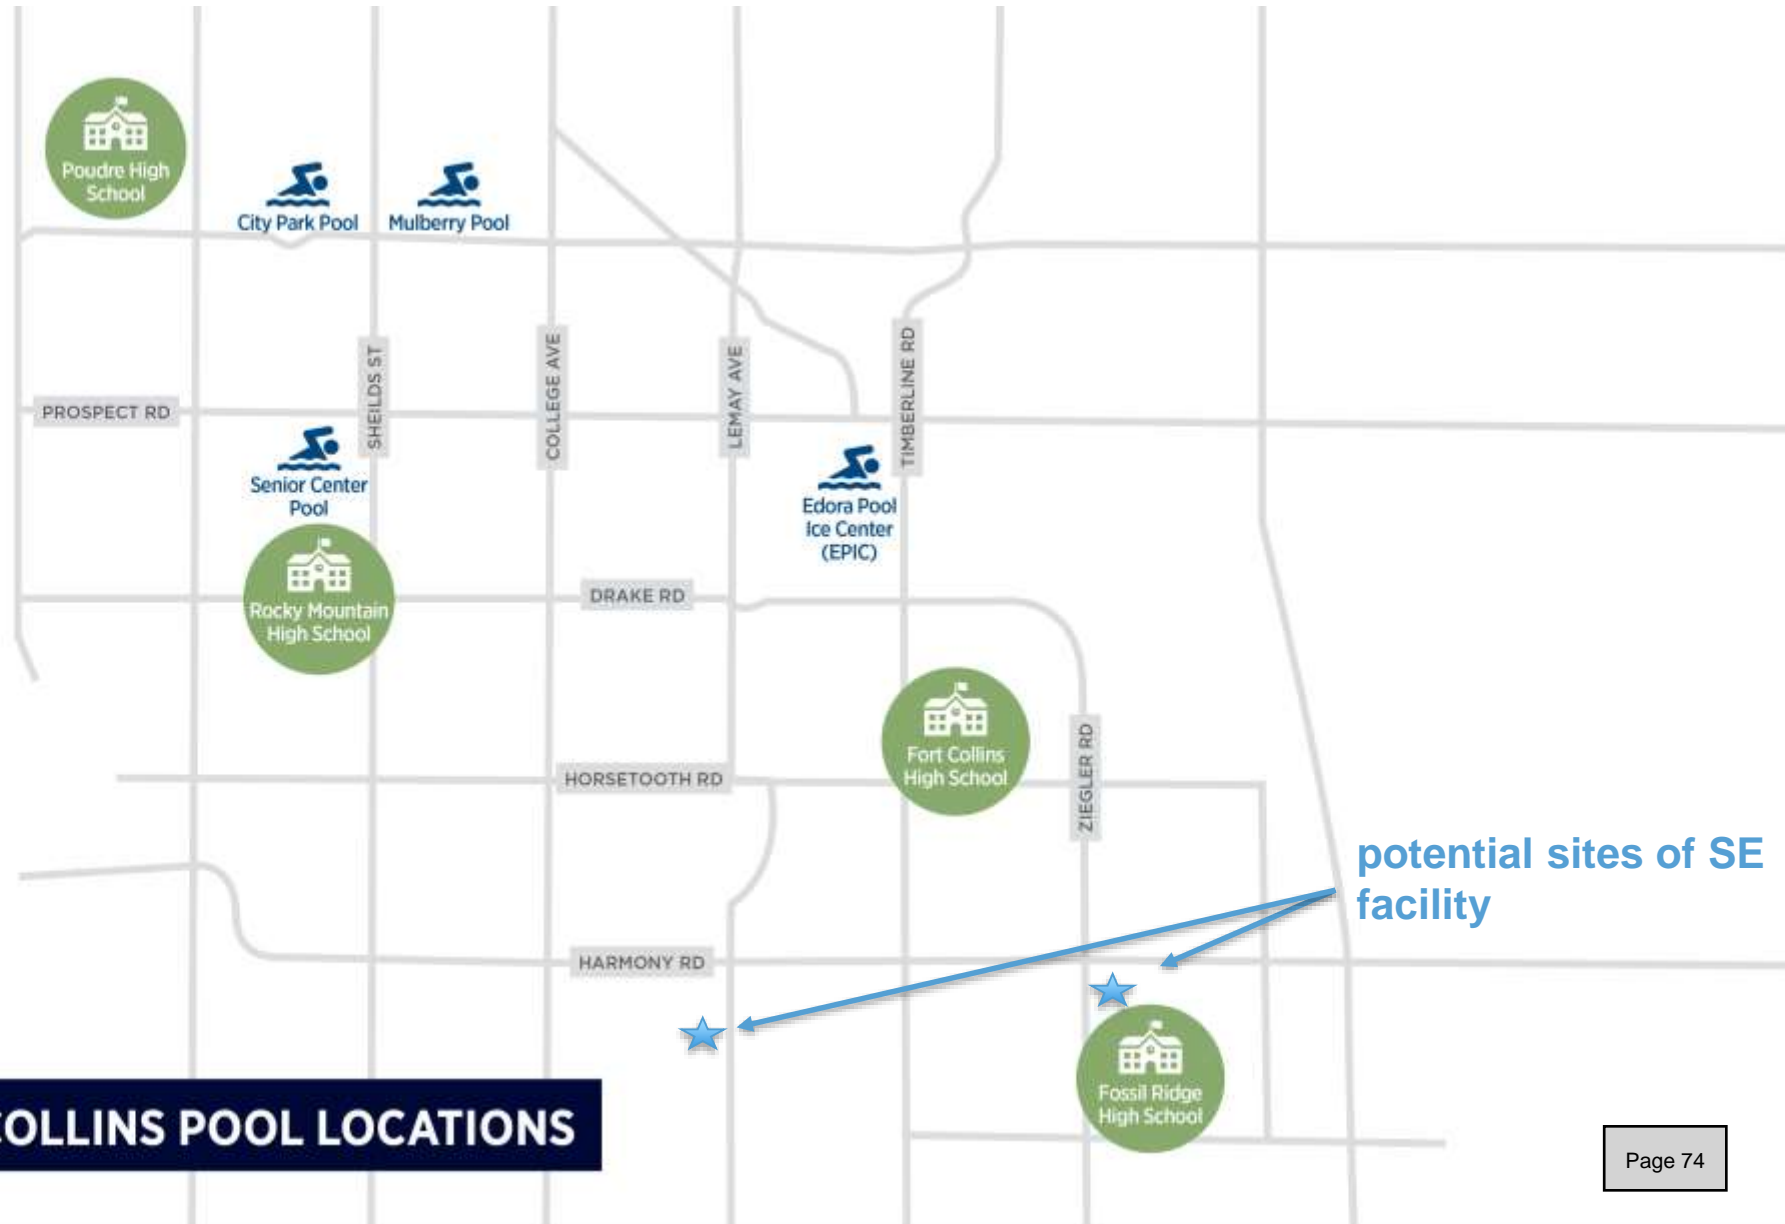 Poudre High
School
City Park Pool
Mulberry Pool
SHEILDS ST
COLLEGE AVE
LEMAY AVE
TIMBERLINE RD
PROSPECT RD
Senior Center
Pool
Edora Pool
Ice Center
(EPIC)
Rocky Mountain
High School
DRAKE RD
Fort Collins
High School
ZIEGLER RD
HORSETOOTH RD
potential sites of SE
facility
HARMONY RD
Fossil Ridge
High School
COLLINS POOL LOCATIONS
Page 74